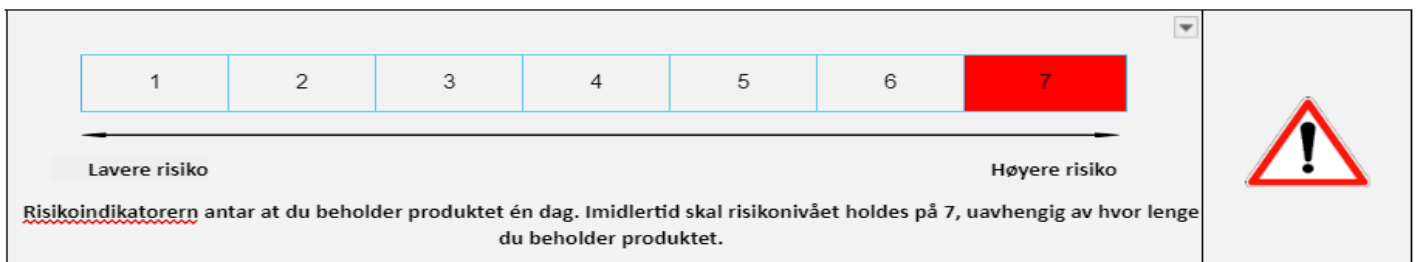 1 2 3 4 5 6 7
Lavere risiko Høyere risiko
Risikoindikatorern antar at du beholder produktet én dag. Imidlertid skal risikonivået holdes på 7, uavhengig av hvor lenge
du beholder produktet.